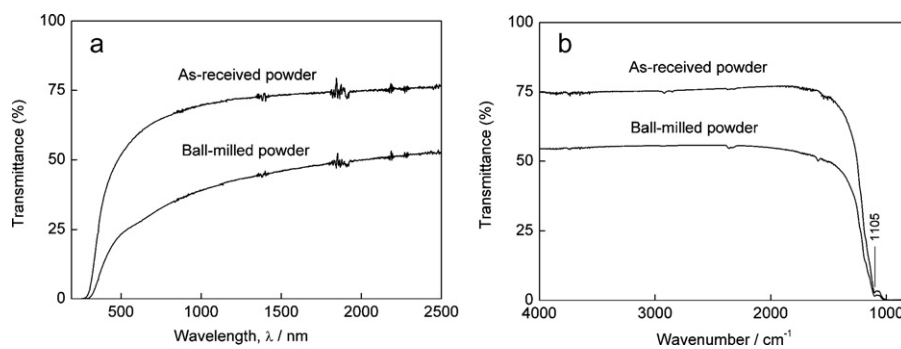 a
100
75
50
25
0
Transmittance (%)
As-received powder
Ball-milled powder
500
1000
1500
2000
2500
Wavelength, λ / nm
b
100
75
50
25
0
Transmittance (%)
As-received powder
Ball-milled powder
1105
4000
3000
2000
1000
Wavenumber / cm⁻¹